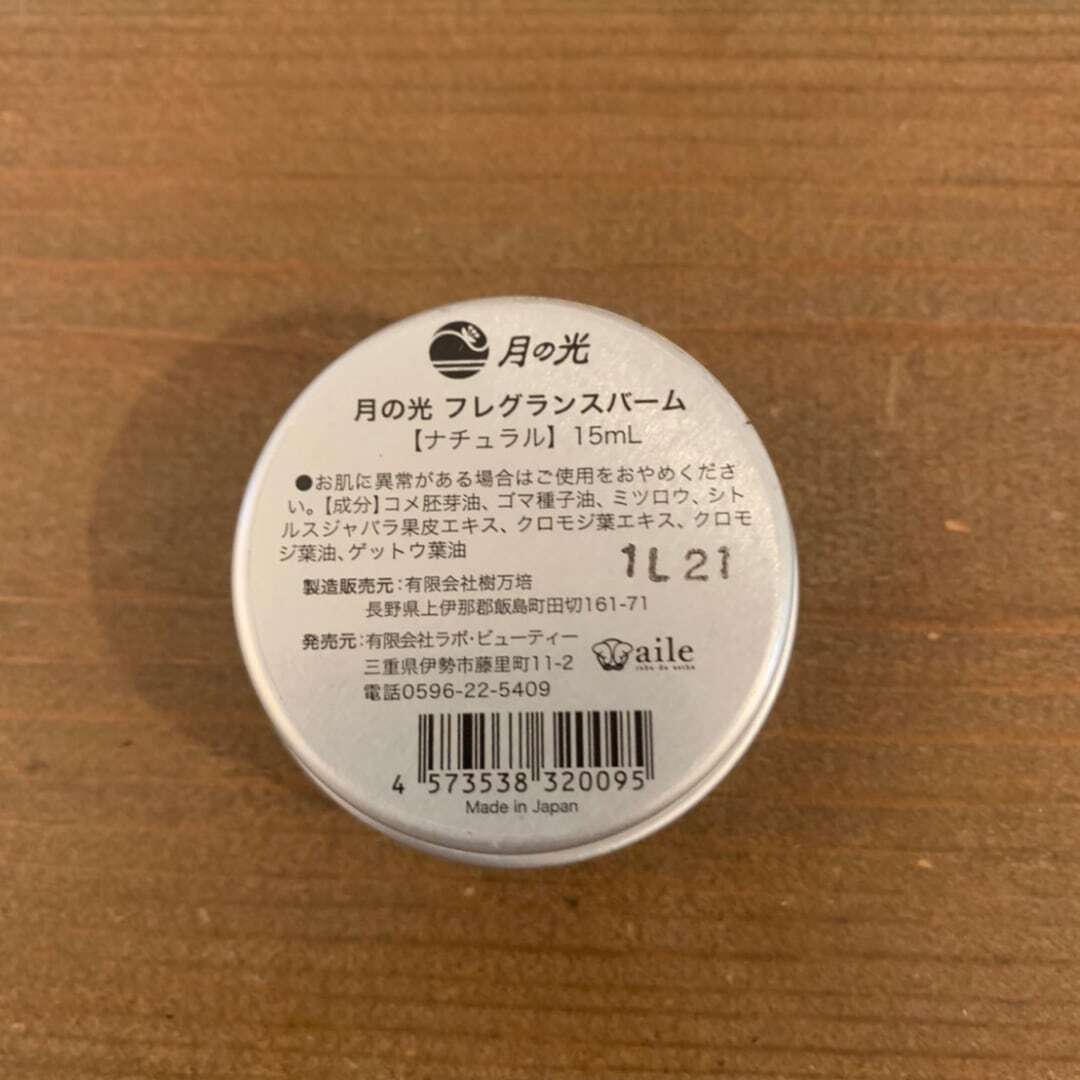 月の光
月の光 フレグランスバーム
【ナチュラル】 15mL
●お肌に異常がある場合はご使用をおやめくださ
い。【成分】コメ胚芽油、ゴマ種子油、ミツロウ、シト
ルスジャバラ果皮エキス、クロモジ葉エキス、クロモ
ジ葉油、ゲットウ葉油
1L21
製造販売元：有限会社樹万培
長野県上伊那郡飯島町田切161-71
発売元：有限会社ラボ・ビューティー
三重県伊勢市藤里町11-2
電話0596-22-5409
aile
4 573538 320095
Made in Japan